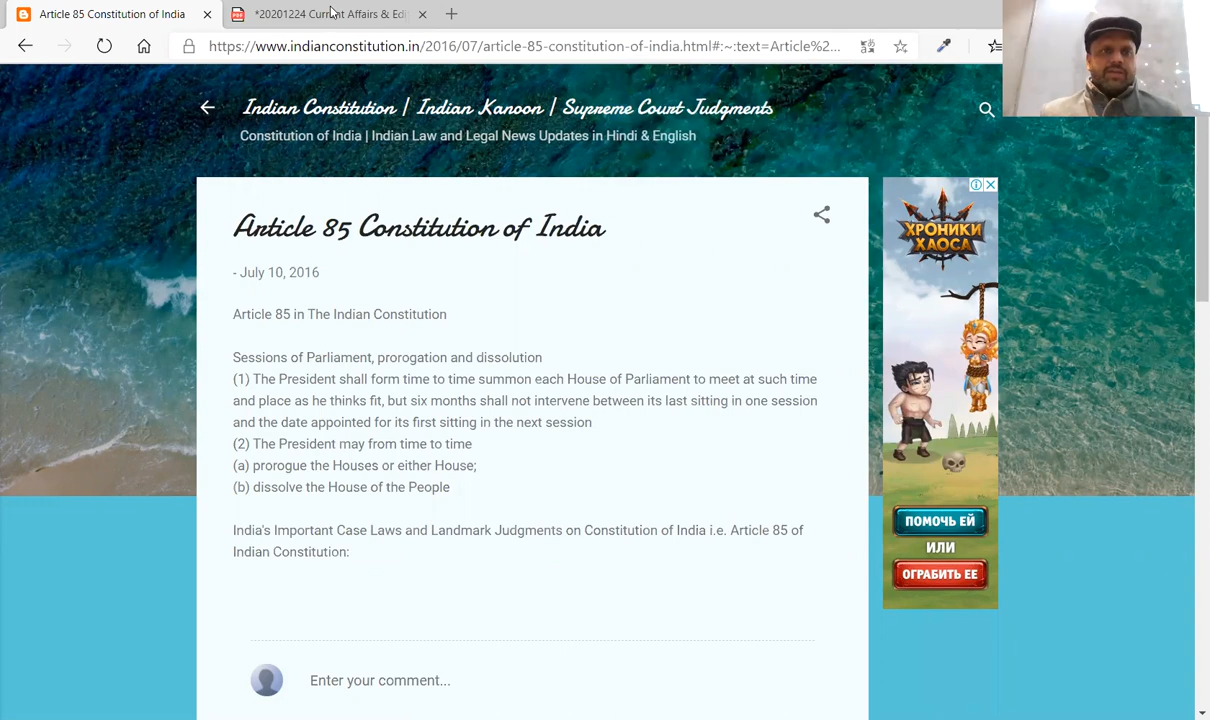 Article 85 Constitution of India
*20201224 Current Affairs & Edi
https://www.indianconstitution.in/2016/07/article-85-constitution-of-india.html#:~:text=Article%2...
Indian Constitution | Indian Kanoon | Supreme Court Judgments
Constitution of India | Indian Law and Legal News Updates in Hindi & English
Article 85 Constitution of India
- July 10, 2016
Article 85 in The Indian Constitution
Sessions of Parliament, prorogation and dissolution
(1) The President shall form time to time summon each House of Parliament to meet at such time
and place as he thinks fit, but six months shall not intervene between its last sitting in one session
and the date appointed for its first sitting in the next session
(2) The President may from time to time
(a) prorogue the Houses or either House;
(b) dissolve the House of the People
India's Important Case Laws and Landmark Judgments on Constitution of India i.e. Article 85 of
Indian Constitution:
Enter your comment...
ХРОНИКИ
ХАОСА
ПОМОЧЬ ЕЙ
ИЛИ
ОГРАБИТЬ ЕЕ